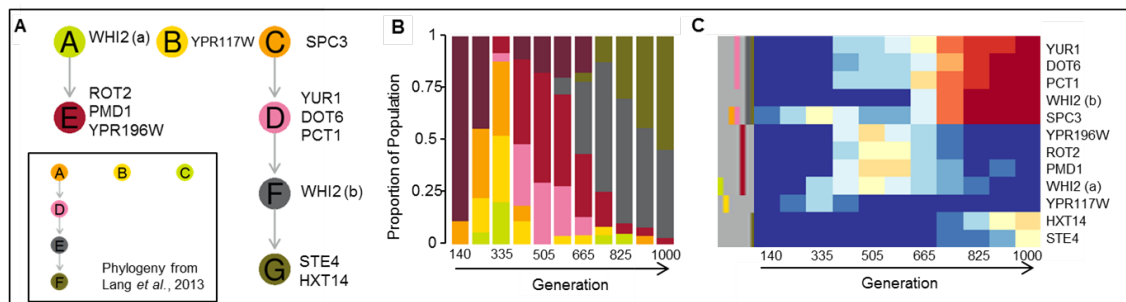 A
A
WHI2 (a)
B
YPR117W
C
SPC3
E
ROT2
PMD1
YPR196W
D
YUR1
DOT6
PCT1
F
WHI2 (b)
G
STE4
HXT14
A
B
C
D
E
F
Phylogeny from
Lang et al., 2013
B
Proportion of Population
1
0.75
0.5
0.25
0
140
335
505
665
825
1000
Generation
C
YUR1
DOT6
PCT1
WHI2 (b)
SPC3
YPR196W
ROT2
PMD1
WHI2 (a)
YPR117W
HXT14
STE4
140
335
505
665
825
1000
Generation